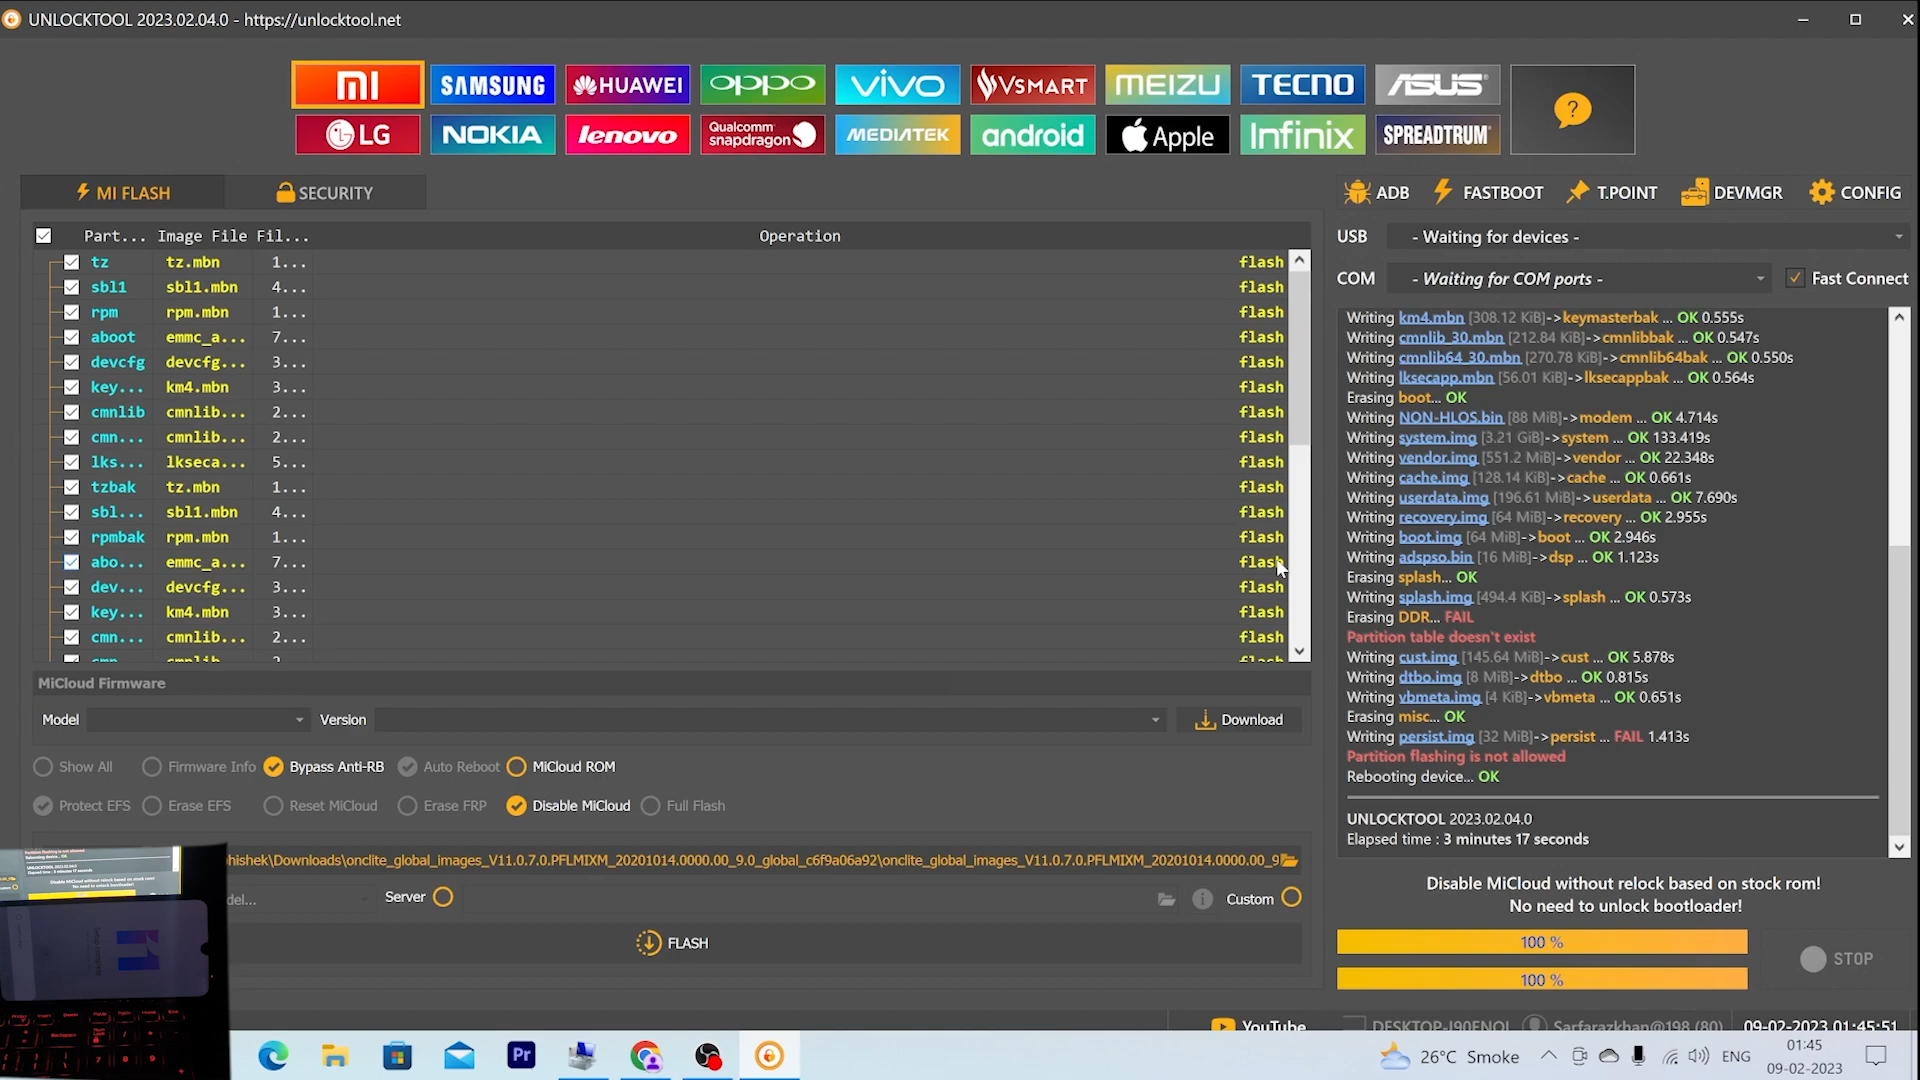 UNLOCKTOOL 2023.02.04.0 - https://unlocktool.net
MI SAMSUNG HUAWEI OPPO VIVO VSMART MEIZU TECNO ASUS ?
LG NOKIA lenovo Qualcomm snapdragon MEDIATEK android Apple Infinix SPREADTRUM
MI FLASH SECURITY
ADB FASTBOOT T.POINT DEVMGR CONFIG
Part... Image File Fil... Operation
tz tz.mbn 1... flash
sbl1 sbl1.mbn 4... flash
rpm rpm.mbn 1... flash
aboot emmc_a... 7... flash
devcfg devcfg... 3... flash
key... km4.mbn 3... flash
cmnlib cmnlib... 2... flash
cmn... cmnlib... 2... flash
lks... lkseca... 5... flash
tzbak tz.mbn 1... flash
sbl... sbl1.mbn 4... flash
rpmbak rpm.mbn 1... flash
abo... emmc_a... 7... flash
dev... devcfg... 3... flash
key... km4.mbn 3... flash
cmn... cmnlib... 2... flash
MiCloud Firmware
Model Version Download
Show All Firmware Info Bypass Anti-RB Auto Reboot MiCloud ROM
Protect EFS Erase EFS Reset MiCloud Erase FRP Disable MiCloud Full Flash
hishek\Downloads\onclite_global_images_V11.0.7.0.PFLMIXM_20201014.0000.00_9.0_global_c6f9a06a92\onclite_global_images_V11.0.7.0.PFLMIXM_20201014.0000.00_9
del... Server Custom
FLASH
USB - Waiting for devices -
COM - Waiting for COM ports - Fast Connect
Writing km4.mbn [308.12 KiB]->keymasterbak ... OK 0.555s
Writing cmnlib_30.mbn [212.84 KiB]->cmnlibbak ... OK 0.547s
Writing cmnlib64_30.mbn [270.78 KiB]->cmnlib64bak ... OK 0.550s
Writing lksecapp.mbn [56.01 KiB]->lksecappbak ... OK 0.564s
Erasing boot... OK
Writing NON-HLOS.bin [88 MiB]->modem ... OK 4.714s
Writing system.img [3.21 GiB]->system ... OK 133.419s
Writing vendor.img [551.2 MiB]->vendor ... OK 22.348s
Writing cache.img [128.14 KiB]->cache ... OK 0.661s
Writing userdata.img [196.61 MiB]->userdata ... OK 7.690s
Writing recovery.img [64 MiB]->recovery ... OK 2.955s
Writing boot.img [64 MiB]->boot ... OK 2.946s
Writing adspso.bin [16 MiB]->dsp ... OK 1.123s
Erasing splash... OK
Writing splash.img [494.4 KiB]->splash ... OK 0.573s
Erasing DDR... FAIL
Partition table doesn't exist
Writing cust.img [145.64 MiB]->cust ... OK 5.878s
Writing dtbo.img [8 MiB]->dtbo ... OK 0.815s
Writing vbmeta.img [4 KiB]->vbmeta ... OK 0.651s
Erasing misc... OK
Writing persist.img [32 MiB]->persist ... FAIL 1.413s
Partition flashing is not allowed
Rebooting device... OK
UNLOCKTOOL 2023.02.04.0
Elapsed time : 3 minutes 17 seconds
Disable MiCloud without relock based on stock rom!
No need to unlock bootloader!
100 %
100 %
STOP
YouTube DESKTOP-J90ENQL Sarfarazkhan@198 (80) 09-02-2023 01:45:51
Pr 26°C Smoke ENG 01:45
09-02-2023